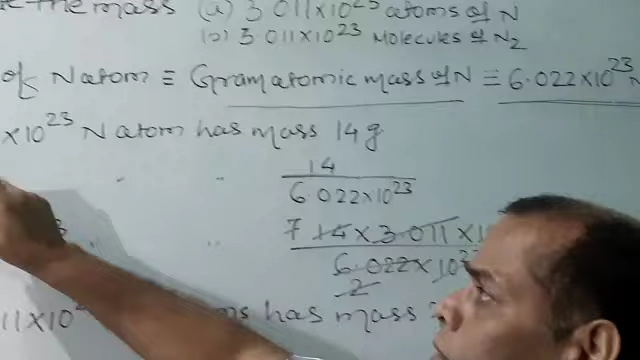 the mass (a) 3.011×10²³ atoms of N
(b) 3.011×10²³ Molecules of N₂
of N atom ≡ Gram atomic mass of N ≡ 6.022×10²³ N
×10²³ N atom has mass 14 g
" " 14
6.022×10²³
" 7 14 × 3.011 ×10
6.022×10²³
2
11×10 has mass